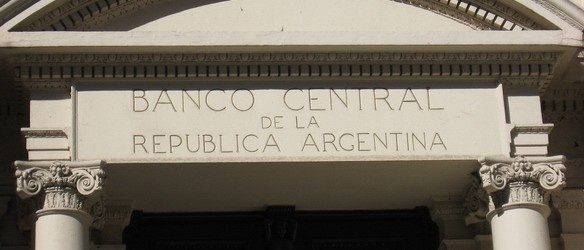 BANCO CENTRAL
DE LA
REPUBLICA ARGENTINA